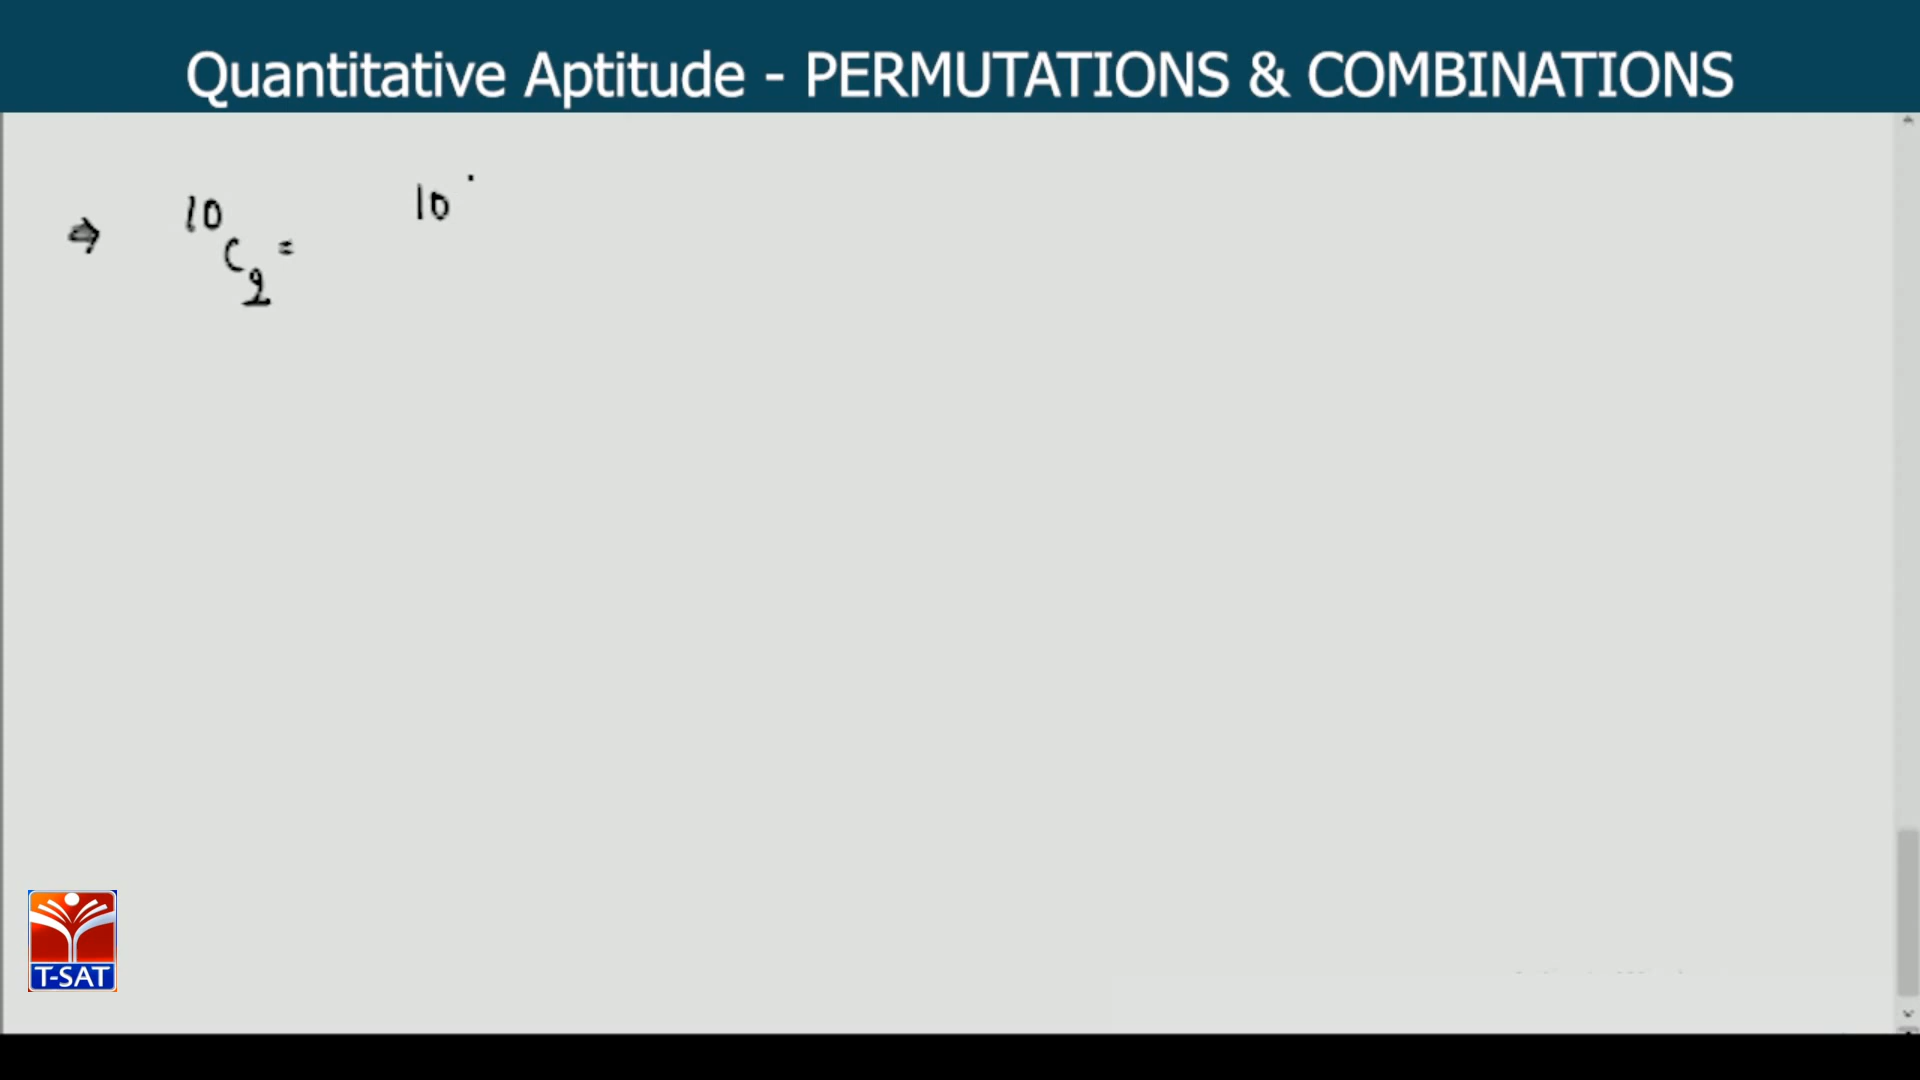 Quantitative Aptitude - PERMUTATIONS & COMBINATIONS
⇒ 10C2 = 10
T-SAT